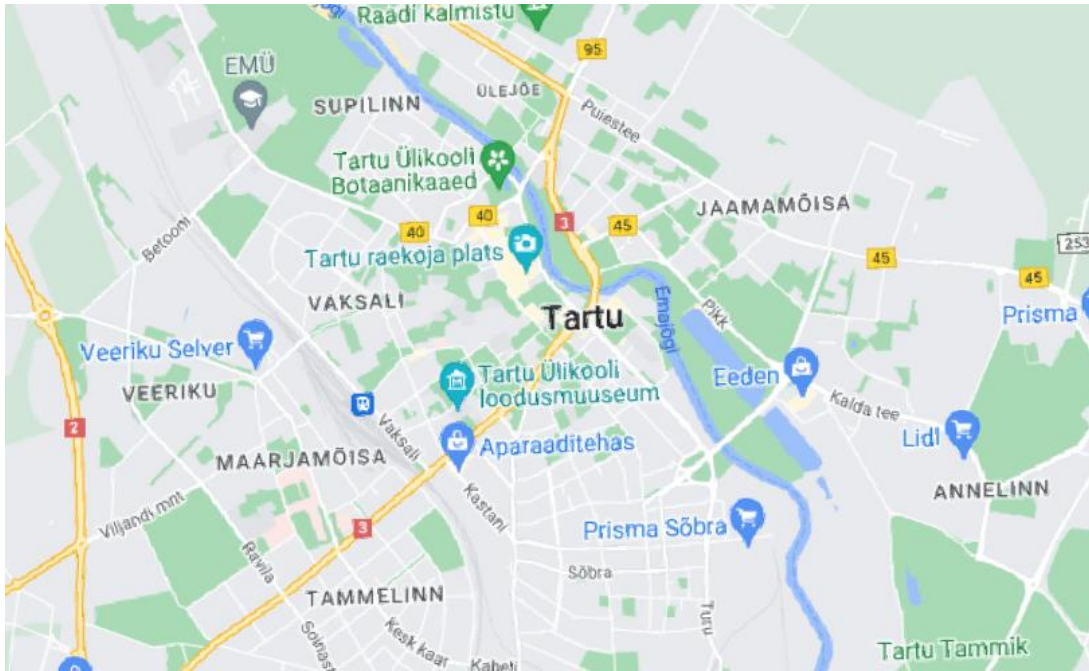 Raadi kalmistu
95
EMÜ
ÜLEJÕE
SUPILINN
Puiestee
Tartu Ülikooli
Botaanikaaed
40
3
45
JAAMAMÕISA
Betooni
40
Tartu raekoja plats
45
253
45
VAKSALI
Emajõgi
Pikk
Prisma
Tartu
Veeriku Selver
VEERIKU
Tartu Ülikooli
loodusmuuseum
Eeden
Kalda tee
2
Vaksali
Aparaaditehas
Lidl
MAARJAMÕISA
Kastani
ANNELINN
Viljandi mnt
3
Prisma Sõbra
Ravila
Sõbra
TAMMELINN
Turu
Kesk kaar
Kabeli
Tartu Tammik